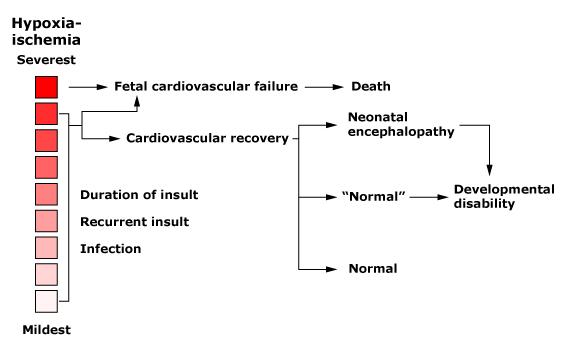 Hypoxia-
ischemia
Severest
Fetal cardiovascular failure
Death
Cardiovascular recovery
Neonatal
encephalopathy
Duration of insult
Recurrent insult
Infection
“Normal”
Developmental
disability
Normal
Mildest